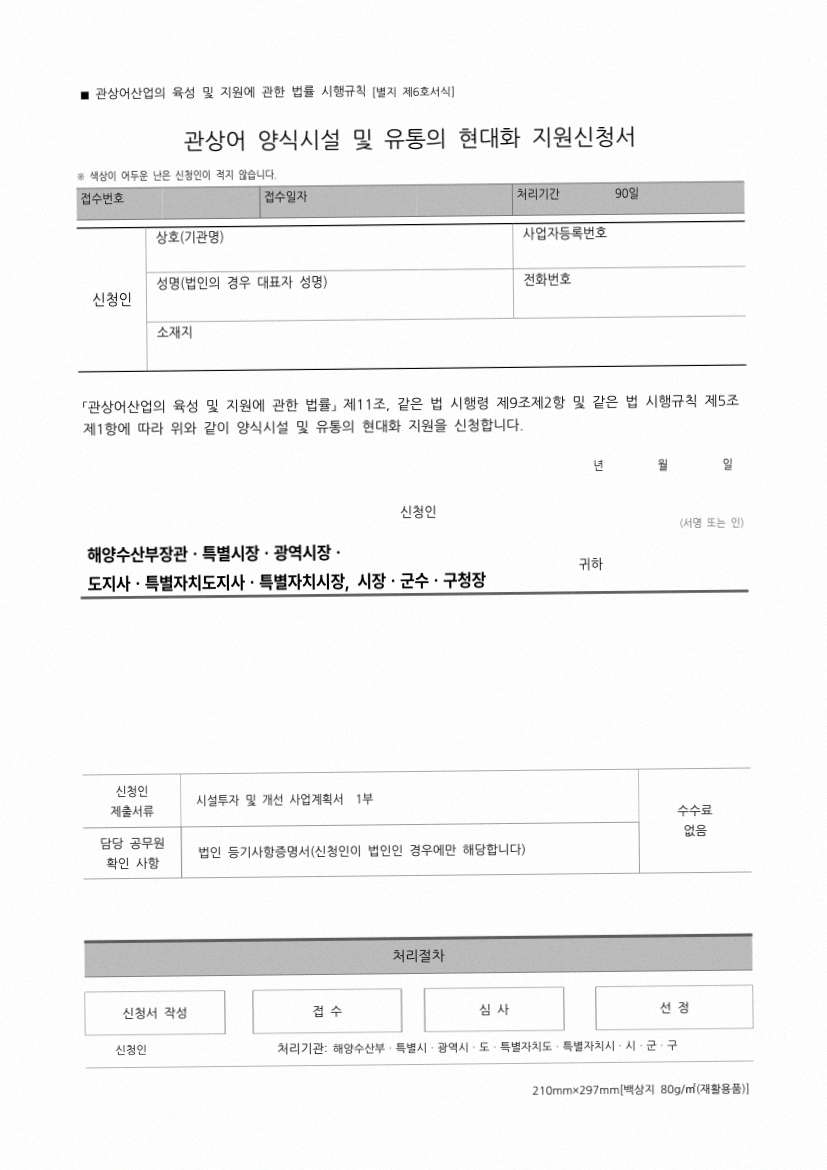 ■ 관상어산업의 육성 및 지원에 관한 법률 시행규칙 [별지 제6호서식]
관상어 양식시설 및 유통의 현대화 지원신청서
※ 색상이 어두운 난은 신청인이 적지 않습니다.
접수번호 접수일자 처리기간 90일
상호(기관명) 사업자등록번호
성명(법인의 경우 대표자 성명) 전화번호
신청인
소재지
「관상어산업의 육성 및 지원에 관한 법률」 제11조, 같은 법 시행령 제9조제2항 및 같은 법 시행규칙 제5조
제1항에 따라 위와 같이 양식시설 및 유통의 현대화 지원을 신청합니다.
년 월 일
신청인
(서명 또는 인)
해양수산부장관·특별시장·광역시장·
도지사·특별자치도지사·특별자치시장, 시장·군수·구청장
귀하
신청인
제출서류
시설투자 및 개선 사업계획서 1부
수수료
없음
담당 공무원
확인 사항
법인 등기사항증명서(신청인이 법인인 경우에만 해당합니다)
처리절차
신청서 작성 접 수 심 사 선 정
신청인 처리기관: 해양수산부·특별시·광역시·도·특별자치도·특별자치시·시·군·구
210mm×297mm[백상지 80g/㎡(재활용품)]